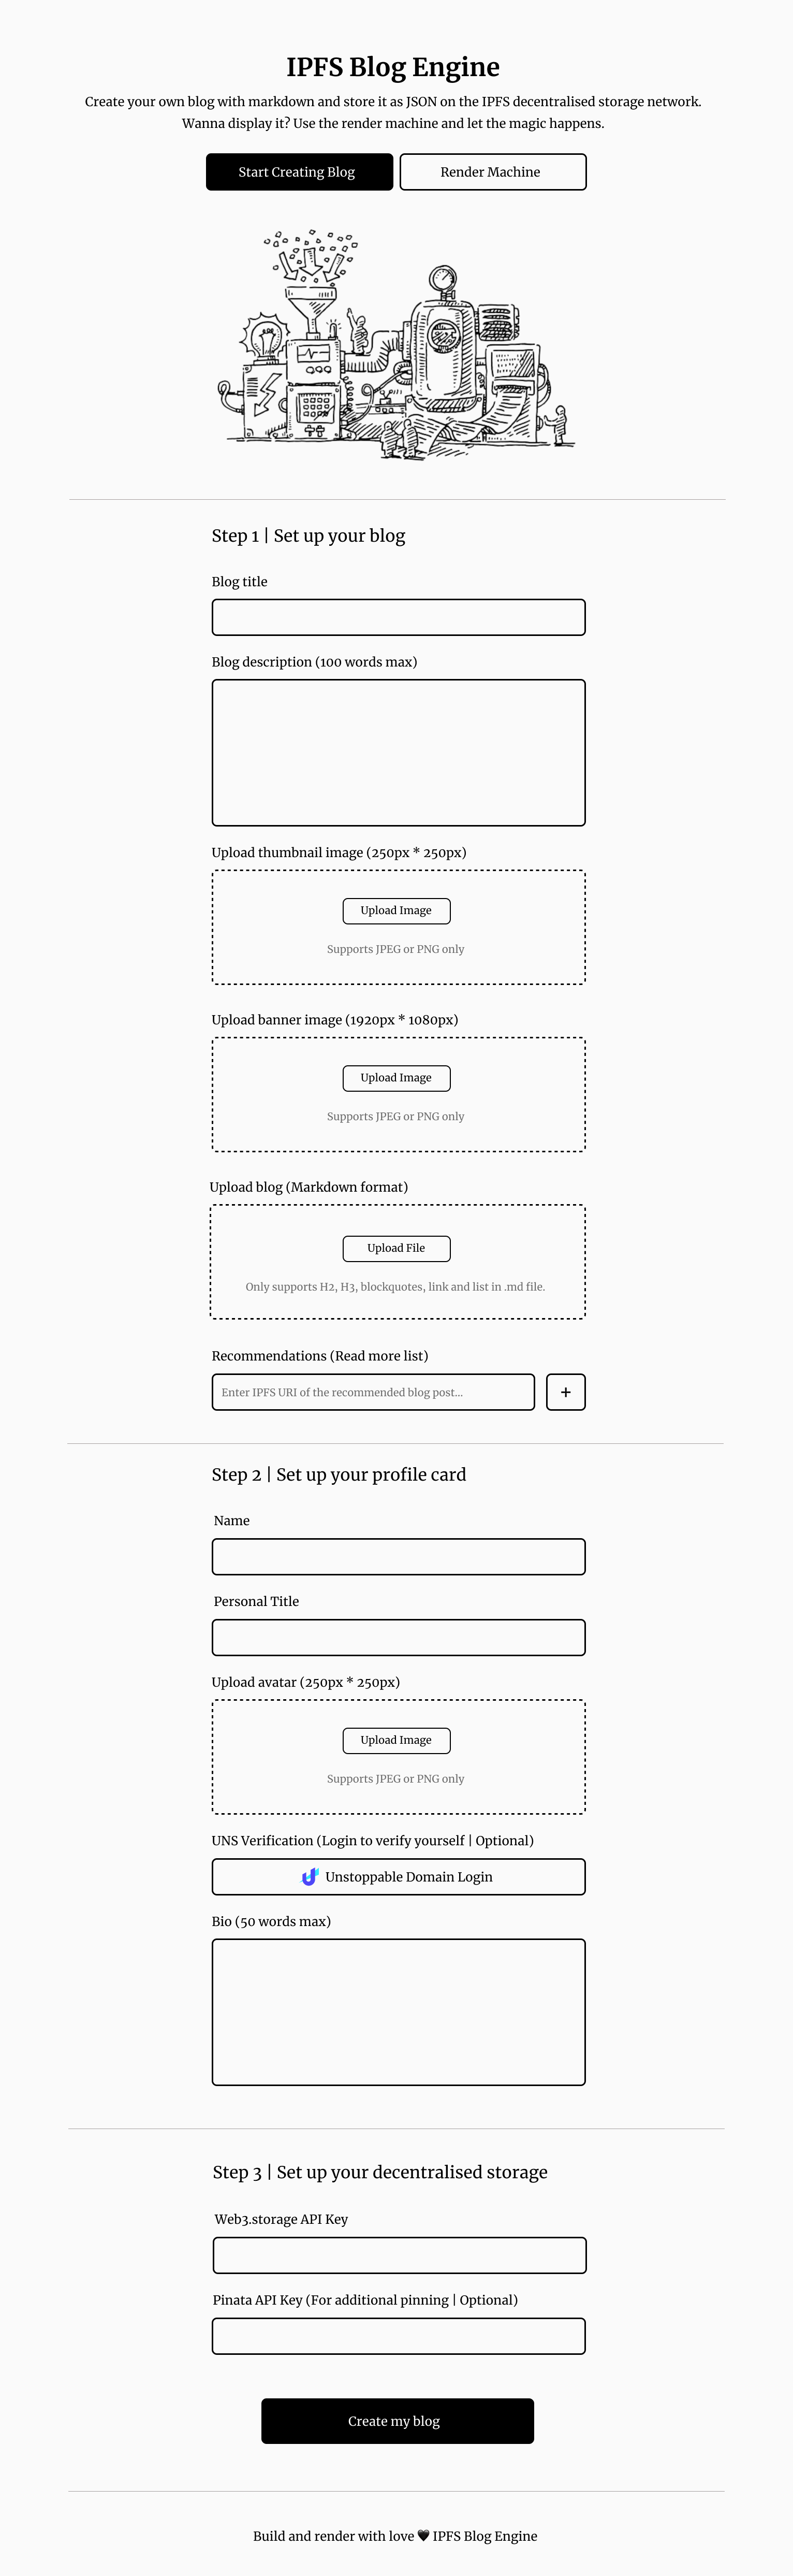 IPFS Blog Engine
Create your own blog with markdown and store it as JSON on the IPFS decentralised storage network.
Wanna display it? Use the render machine and let the magic happens.
Start Creating Blog
Render Machine
Step 1 | Set up your blog
Blog title
Blog description (100 words max)
Upload thumbnail image (250px * 250px)
Upload Image
Supports JPEG or PNG only
Upload banner image (1920px * 1080px)
Upload Image
Supports JPEG or PNG only
Upload blog (Markdown format)
Upload File
Only supports H2, H3, blockquotes, link and list in .md file.
Recommendations (Read more list)
Enter IPFS URI of the recommended blog post...
+
Step 2 | Set up your profile card
Name
Personal Title
Upload avatar (250px * 250px)
Upload Image
Supports JPEG or PNG only
UNS Verification (Login to verify yourself | Optional)
Unstoppable Domain Login
Bio (50 words max)
Step 3 | Set up your decentralised storage
Web3.storage API Key
Pinata API Key (For additional pinning | Optional)
Create my blog
Build and render with love 🖤 IPFS Blog Engine